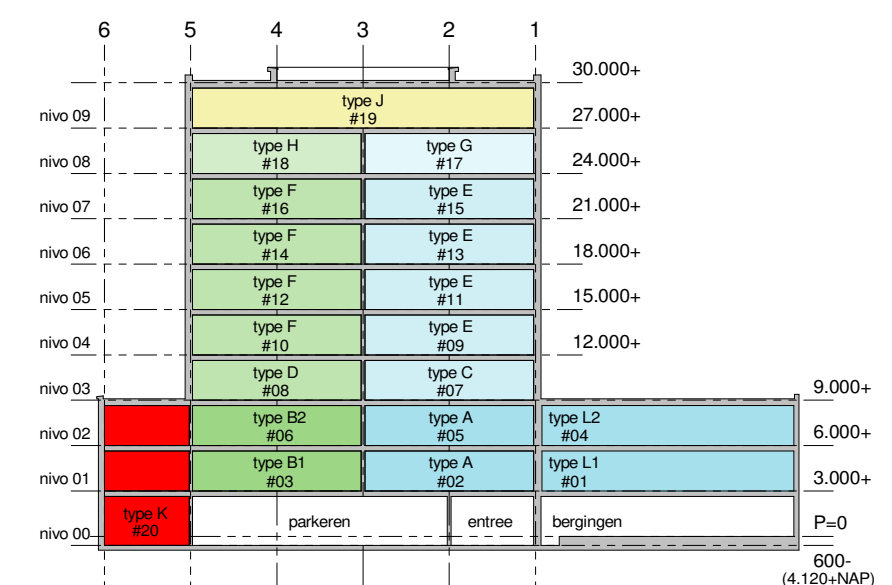 6 5 4 3 2 1
30.000+
type J
nivo 09 #19 27.000+
type H type G
nivo 08 #18 #17 24.000+
type F type E
nivo 07 #16 #15 21.000+
type F type E
nivo 06 #14 #13 18.000+
type F type E
nivo 05 #12 #11 15.000+
type F type E
nivo 04 #10 #09 12.000+
type D type C
nivo 03 #08 #07 9.000+
type B2 type A type L2
nivo 02 #06 #05 #04 6.000+
type B1 type A type L1
nivo 01 #03 #02 #01 3.000+
type K
#20 parkeren entree bergingen P=0
nivo 00
600-
(4.120+NAP)